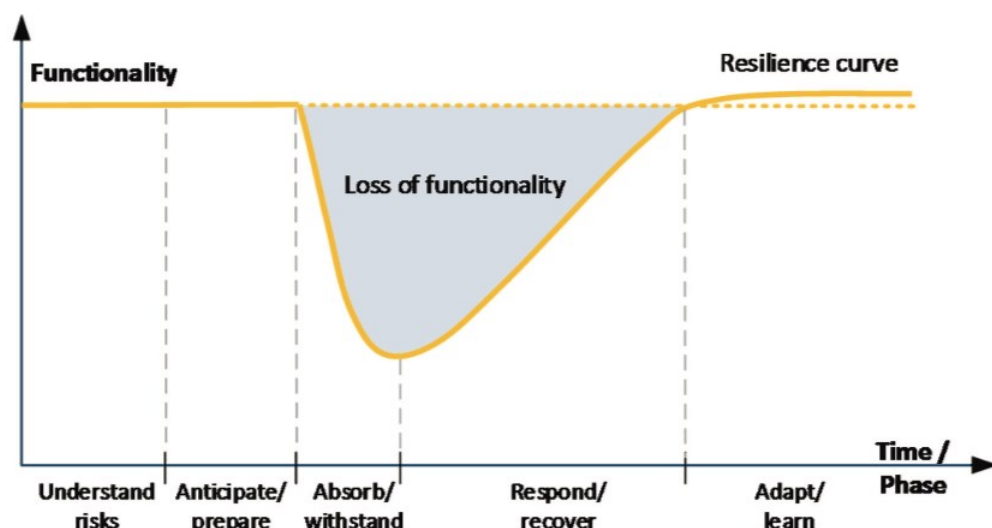 Functionality
Resilience curve
Loss of functionality
Time /
Phase
Understand
risks
Anticipate/
prepare
Absorb/
withstand
Respond/
recover
Adapt/
learn